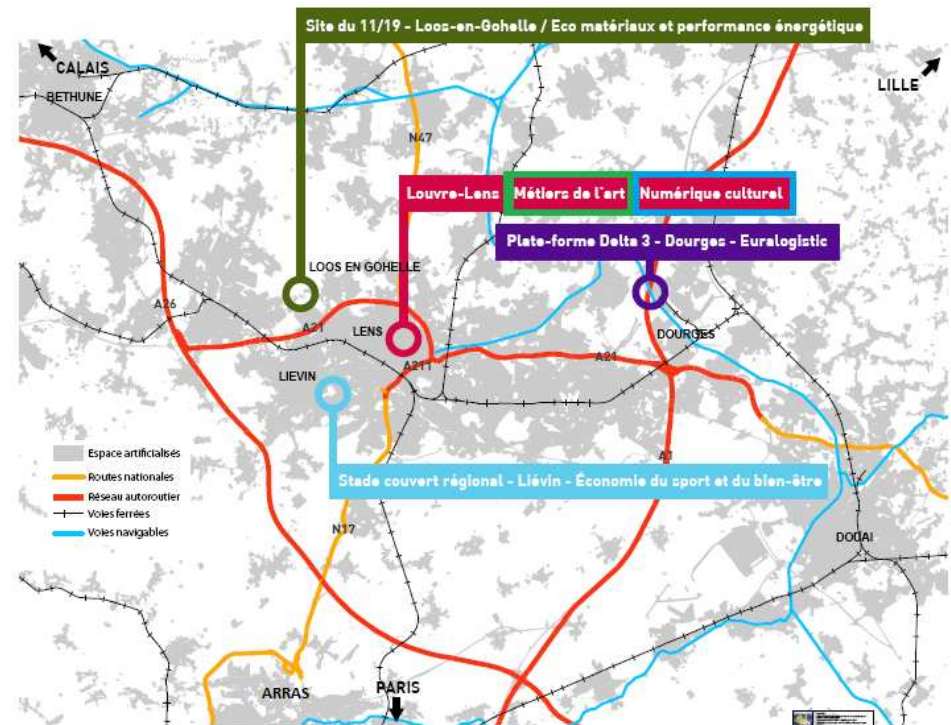 Site du 11/19 - Loos-en-Gohelle / Eco matériaux et performance énergétique
CALAIS
LILLE
BETHUNE
N47
Louvre-Lens Métiers de l'art Numérique culturel
Plate-forme Delta 3 - Dourges - Euralogistic
LOOS EN GOHELLE
A26
A21
LENS
DOURGES
A21
A211
LIEVIN
Espace artificialisés
Routes nationales
Réseau autoroutier
Voies ferrées
Voies navigables
A1
Stade couvert régional - Liévin - Économie du sport et du bien-être
N17
DOUAI
ARRAS
PARIS